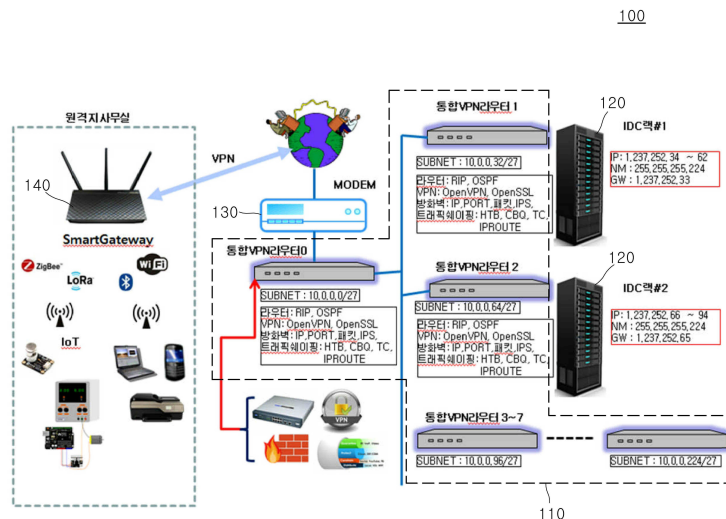 100
원격지사무실
VPN
140
SmartGateway
ZigBee
LoRa
WiFi
IoT
MODEM
130
통합VPN라우터0
SUBNET : 10,0,0,0/27
라우터: RIP, OSPF
VPN: OpenVPN, OpenSSL
방화벽: IP,PORT,패킷,IPS,
트래픽쉐이핑: HTB, CBQ, TC,
IPROUTE
VPN
통합VPN라우터 1
SUBNET : 10,0,0,32/27
라우터: RIP, OSPF
VPN: OpenVPN, OpenSSL
방화벽: IP,PORT,패킷,IPS,
트래픽쉐이핑: HTB, CBQ, TC,
IPROUTE
120
IDC랙#1
IP: 1,237,252,34 ~ 62
NM : 255,255,255,224
GW : 1,237,252,33
통합VPN라우터 2
SUBNET : 10,0,0,64/27
라우터: RIP, OSPF
VPN: OpenVPN, OpenSSL
방화벽: IP,PORT,패킷,IPS,
트래픽쉐이핑: HTB, CBQ, TC,
IPROUTE
120
IDC랙#2
IP: 1,237,252,66 ~ 94
NM : 255,255,255,224
GW : 1,237,252,65
통합VPN라우터 3~7
SUBNET : 10,0,0,96/27
SUBNET : 10,0,0,224/27
110